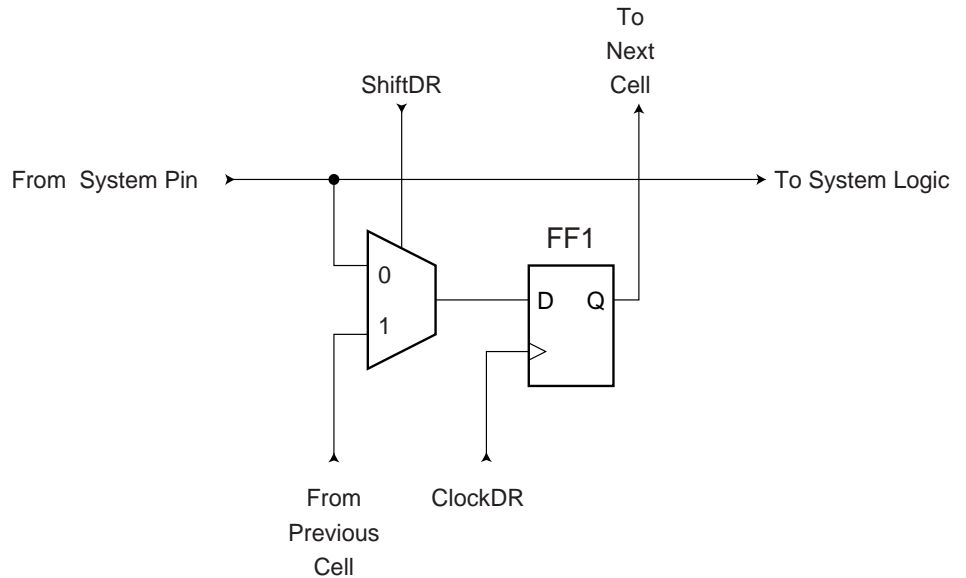 To
Next
Cell
ShiftDR
From System Pin
To System Logic
FF1
0
D Q
1
From
Previous
Cell
ClockDR